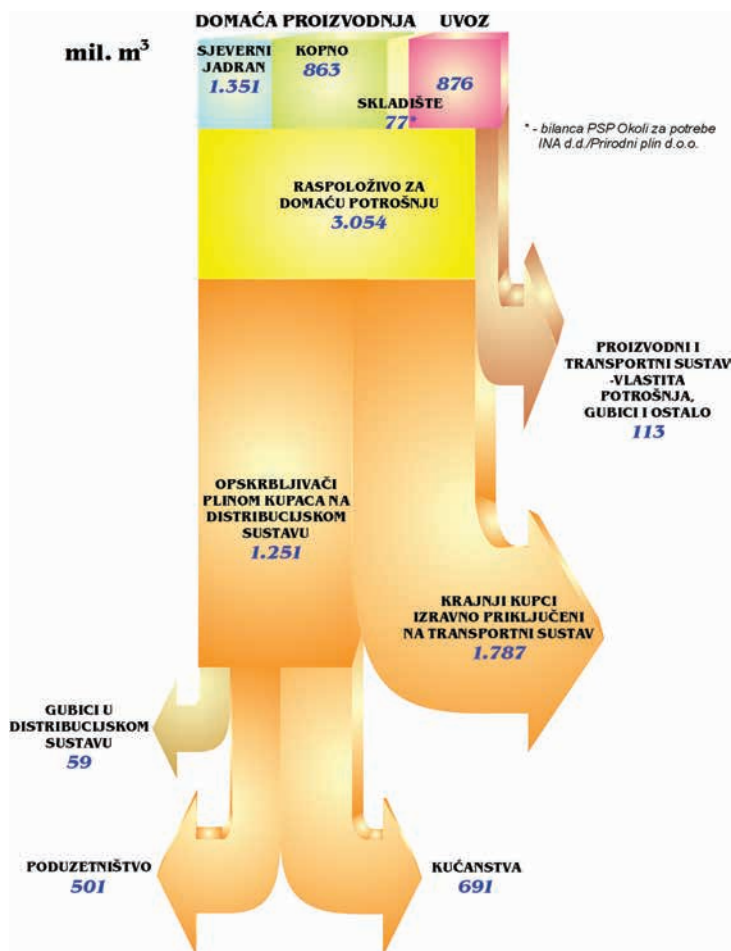 DOMAĆA PROIZVODNJA
UVOZ
mil. m³
SJEVERNI
JADRAN
1.351
KOPNO
863
876
SKLADIŠTE
77*
* - bilanca PSP Okoli za potrebe
INA d.d./Prirodni plin d.o.o.
RASPOLOŽIVO ZA
DOMAĆU POTROŠNJU
3.054
PROIZVODNI I
TRANSPORTNI SUSTAV
-VLASTITA
POTROŠNJA,
GUBICI I OSTALO
113
OPSKRBLJIVAČI
PLINOM KUPACA NA
DISTRIBUCIJSKOM
SUSTAVU
1.251
KRAJNJI KUPCI
IZRAVNO PRIKLJUČENI
NA TRANSPORTNI SUSTAV
1.787
GUBICI U
DISTRIBUCIJSKOM
SUSTAVU
59
PODUZETNIŠTVO
501
KUĆANSTVA
691